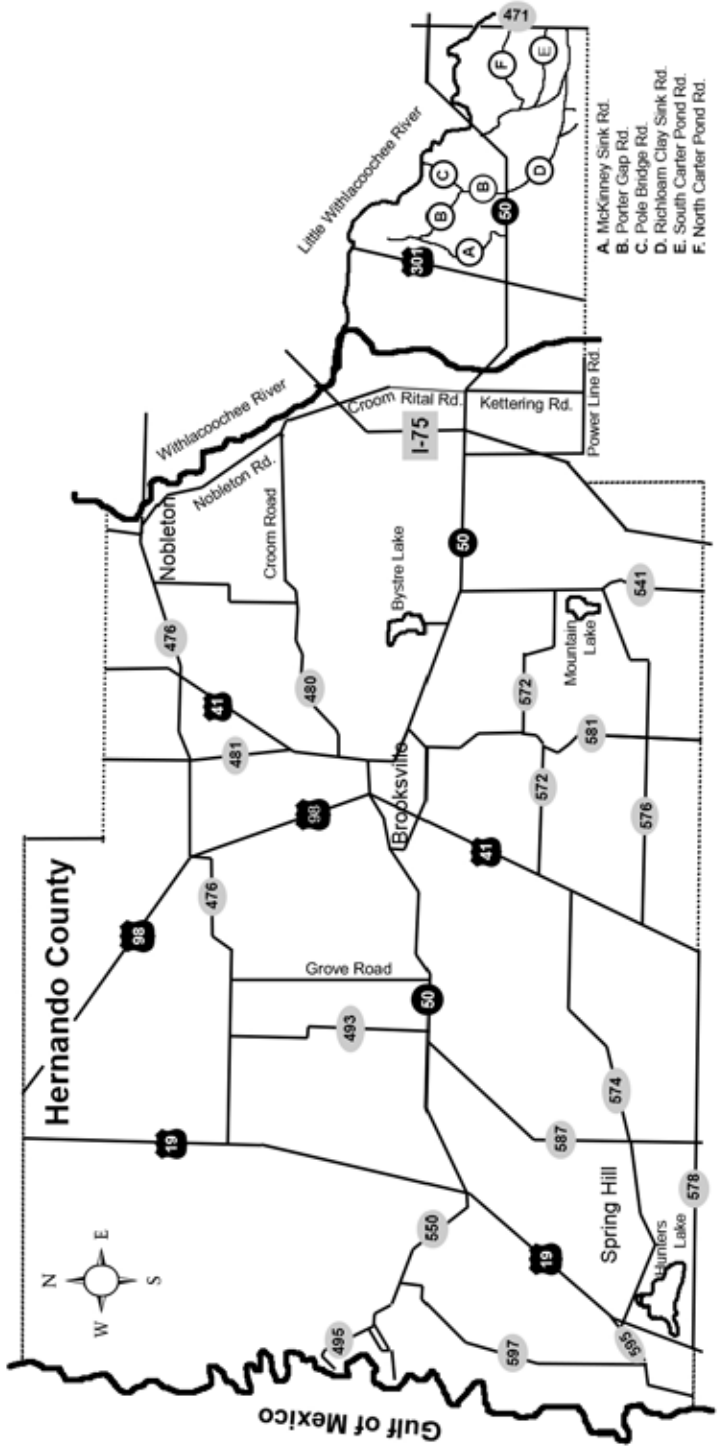 Hernando County
N
W
E
S
Gulf of Mexico
98
19
476
98
Grove Road
493
50
550
495
597
19
595
Spring Hill
Hunters
Lake
587
574
578
Withlacoochee River
Nobleton
Nobleton Rd.
476
41
481
480
Croom Road
Croom
Rital Rd.
I-75
Kettering Rd.
Power Line Rd.
Bystre Lake
50
Brooksville
41
572
572
Mountain
Lake
541
581
576
Little Withlacoochee River
301
50
471
A
B
B
C
D
E
F
A. McKinney Sink Rd.
B. Porter Gap Rd.
C. Pole Bridge Rd.
D. Richloam Clay Sink Rd.
E. South Carter Pond Rd.
F. North Carter Pond Rd.